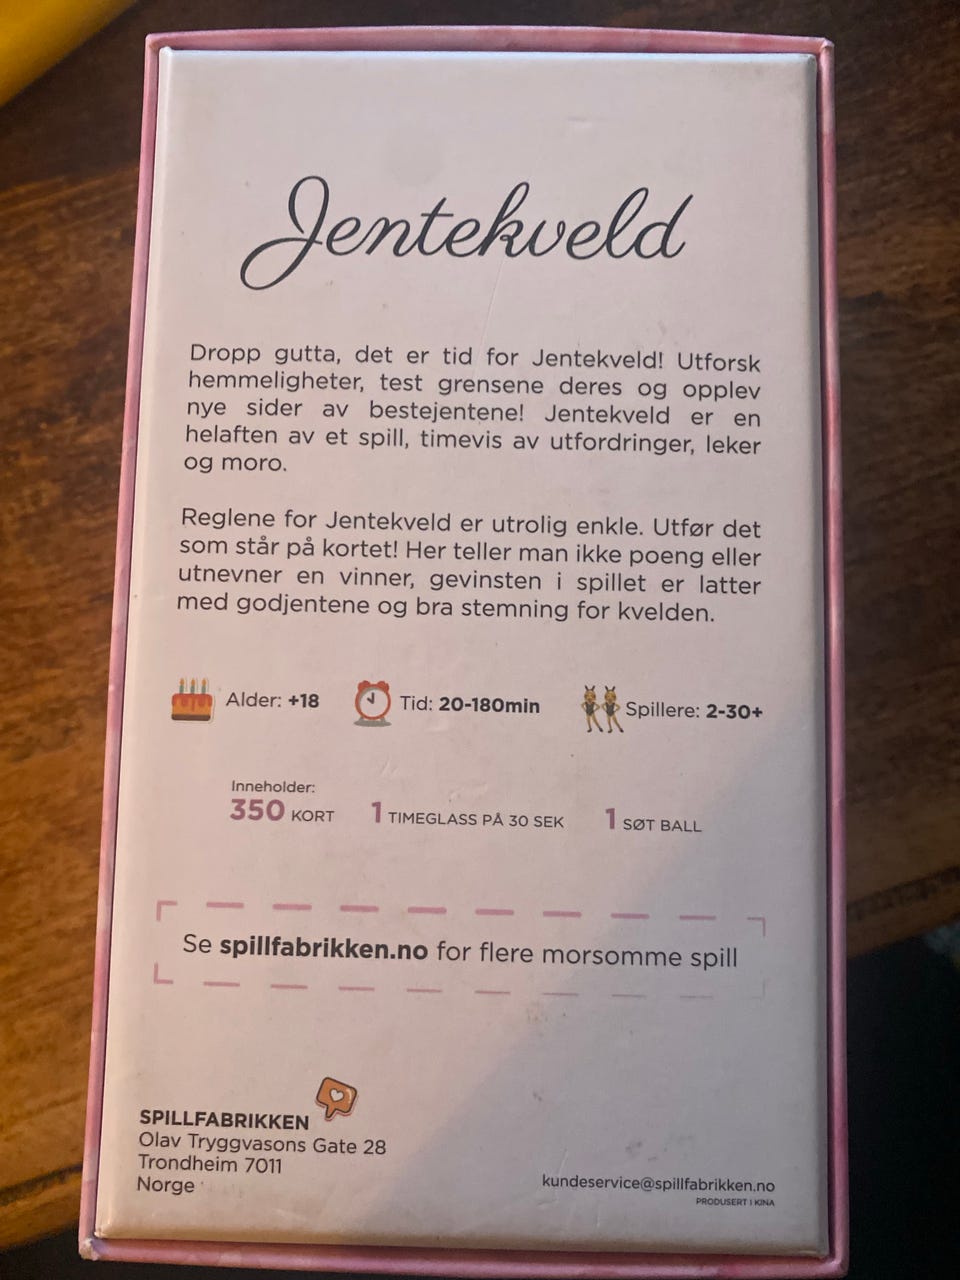 Jentekveld
Dropp gutta, det er tid for Jentekveld! Utforsk
hemmeligheter, test grensene deres og opplev
nye sider av bestejentene! Jentekveld er en
helaften av et spill, timevis av utfordringer, leker
og moro.
Reglene for Jentekveld er utrolig enkle. Utfør det
som står på kortet! Her teller man ikke poeng eller
utnevner en vinner, gevinsten i spillet er latter
med godjentene og bra stemning for kvelden.
Alder: +18 Tid: 20-180min Spillere: 2-30+
Inneholder:
350 KORT 1 TIMEGLASS PÅ 30 SEK 1 SØT BALL
Se spillfabrikken.no for flere morsomme spill
SPILLFABRIKKEN
Olav Tryggvasons Gate 28
Trondheim 7011
Norge
kundeservice@spillfabrikken.no
PRODUSERT I KINA